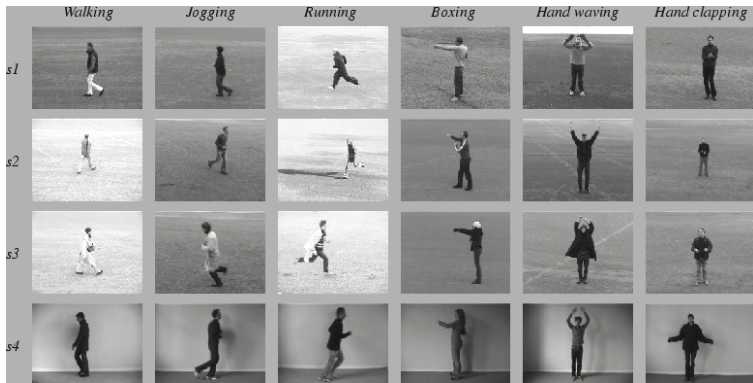 Walking Jogging Running Boxing Hand waving Hand clapping
s1
s2
s3
s4